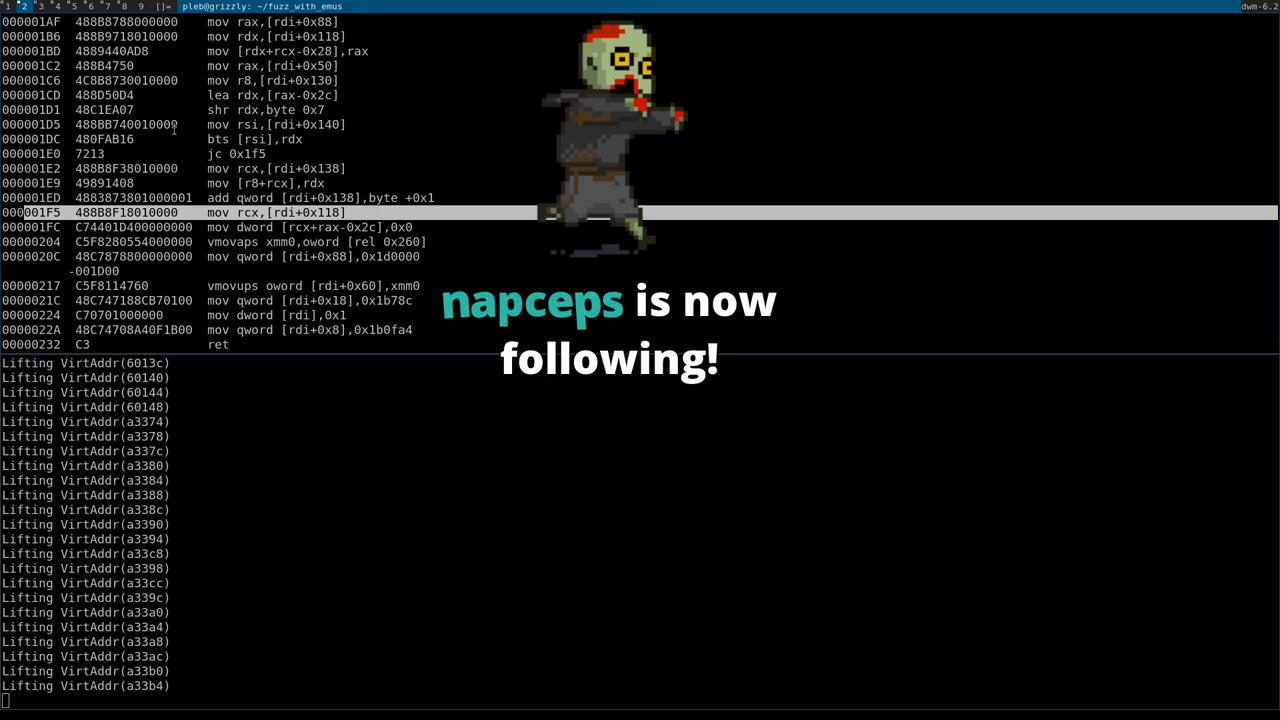 1 2 3 4 5 6 7 8 9 []= pleb@grizzly: ~/fuzz_with_emus dwm-6.2
000001AF 488B8788000000 mov rax,[rdi+0x88]
000001B6 488B9718010000 mov rdx,[rdi+0x118]
000001BD 4889440AD8 mov [rdx+rcx-0x28],rax
000001C2 488B4750 mov rax,[rdi+0x50]
000001C6 4C8B8730010000 mov r8,[rdi+0x130]
000001CD 488D50D4 lea rdx,[rax-0x2c]
000001D1 48C1EA07 shr rdx,byte 0x7
000001D5 488BB740010000 mov rsi,[rdi+0x140]
000001DC 480FAB16 bts [rsi],rdx
000001E0 7213 jc 0x1f5
000001E2 488B8F38010000 mov rcx,[rdi+0x138]
000001E9 49891408 mov [r8+rcx],rdx
000001ED 4883873801000001 add qword [rdi+0x138],byte +0x1
000001F5 488B8F18010000 mov rcx,[rdi+0x118]
000001FC C74401D400000000 mov dword [rcx+rax-0x2c],0x0
00000204 C5F8280554000000 vmovaps xmm0,oword [rel 0x260]
0000020C 48C7878800000000 mov qword [rdi+0x88],0x1d0000
-001D00
00000217 C5F8114760 vmovups oword [rdi+0x60],xmm0
0000021C 48C747188CB70100 mov qword [rdi+0x18],0x1b78c
00000224 C70701000000 mov dword [rdi],0x1
0000022A 48C74708A40F1B00 mov qword [rdi+0x8],0x1b0fa4
00000232 C3 ret
napceps is now
following!
Lifting VirtAddr(6013c)
Lifting VirtAddr(60140)
Lifting VirtAddr(60144)
Lifting VirtAddr(60148)
Lifting VirtAddr(a3374)
Lifting VirtAddr(a3378)
Lifting VirtAddr(a337c)
Lifting VirtAddr(a3380)
Lifting VirtAddr(a3384)
Lifting VirtAddr(a3388)
Lifting VirtAddr(a338c)
Lifting VirtAddr(a3390)
Lifting VirtAddr(a3394)
Lifting VirtAddr(a33c8)
Lifting VirtAddr(a3398)
Lifting VirtAddr(a33cc)
Lifting VirtAddr(a339c)
Lifting VirtAddr(a33a0)
Lifting VirtAddr(a33a4)
Lifting VirtAddr(a33a8)
Lifting VirtAddr(a33ac)
Lifting VirtAddr(a33b0)
Lifting VirtAddr(a33b4)